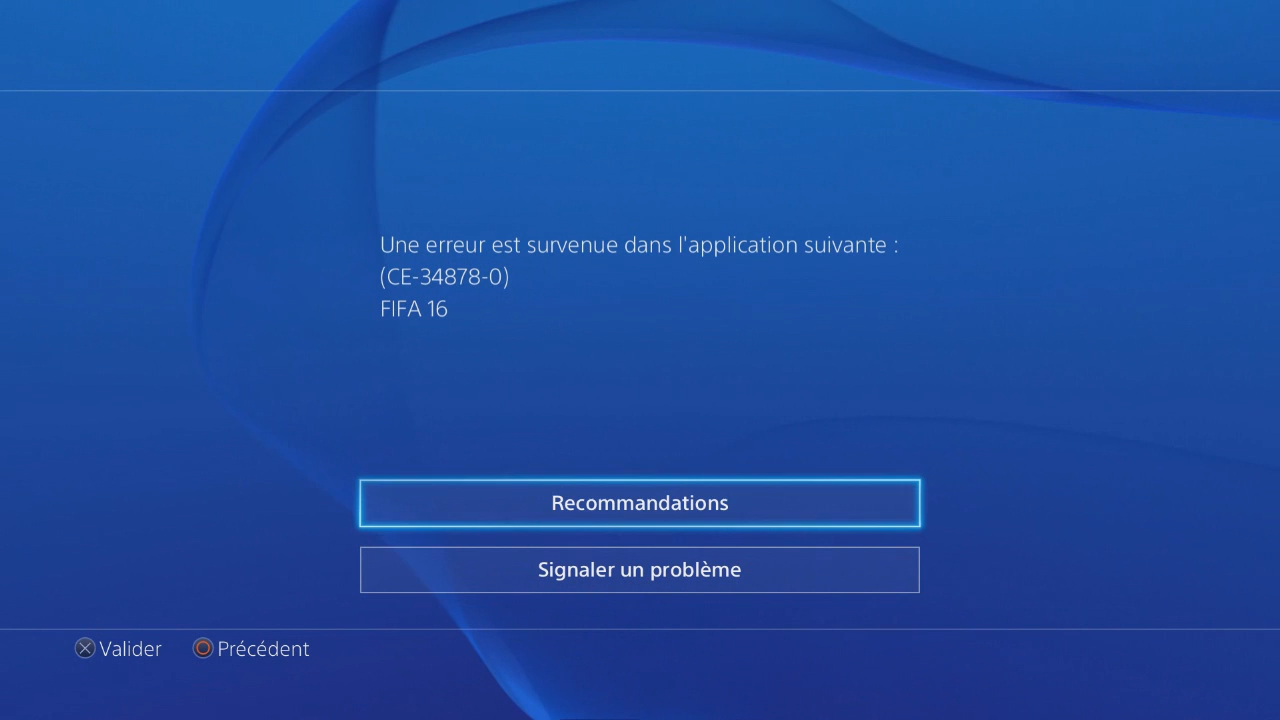 Une erreur est survenue dans l'application suivante :
(CE-34878-0)
FIFA 16
Recommandations
Signaler un problème
Valider Précédent